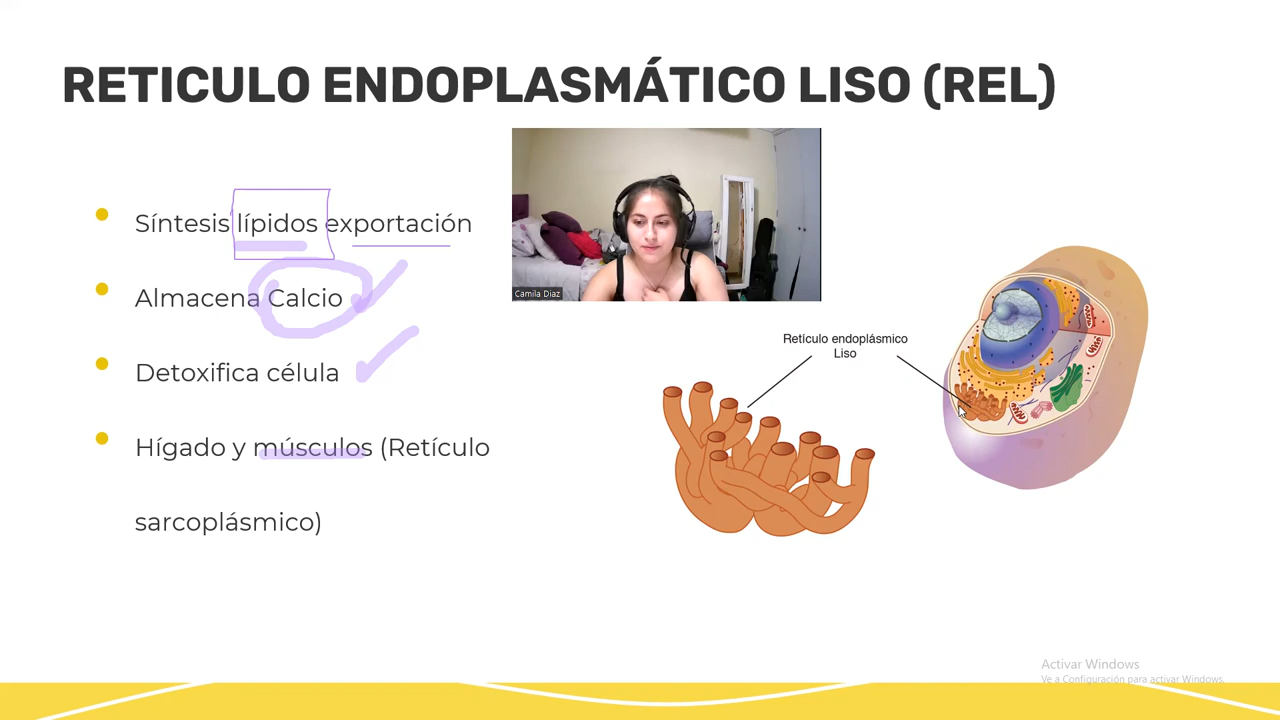 RETICULO ENDOPLASMÁTICO LISO (REL)
Síntesis lípidos exportación
Almacena Calcio
Detoxifica célula
Hígado y músculos (Retículo
sarcoplásmico)
Camila Diaz
Retículo endoplásmico
Liso
Activar Windows
Ve a Configuración para activar Windows.